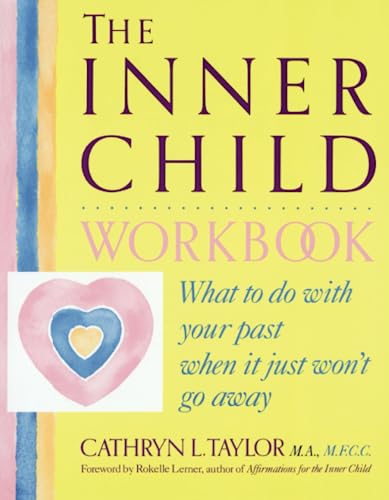 THE
INNER
CHILD
WORKBOOK
What to do with
your past
when it just won't
go away
CATHRYN L. TAYLOR M.A., M.F.C.C.
Foreword by Rokelle Lerner, author of Affirmations for the Inner Child